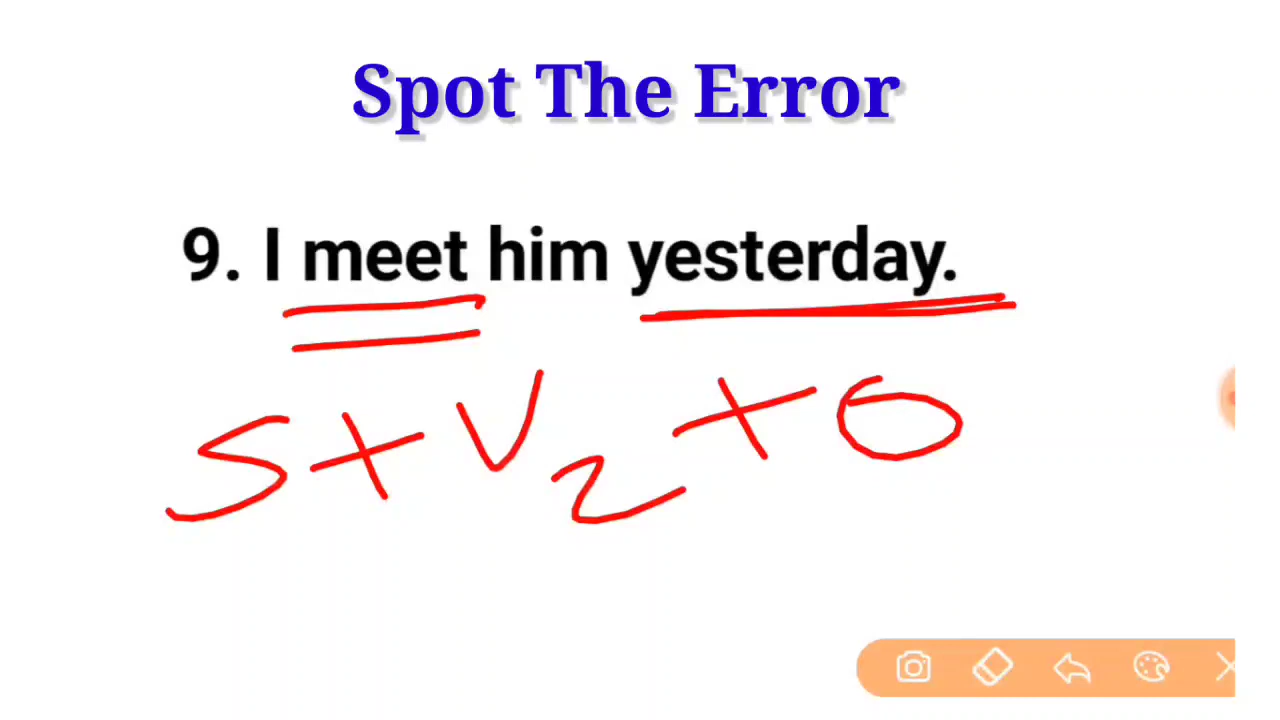 Spot The Error
9. I meet him yesterday.
S + V2 + O